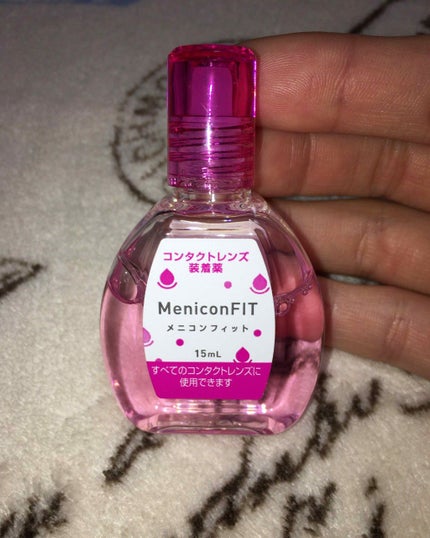 コンタクトレンズ
装着薬
MeniconFIT
メニコンフィット
15mL
すべてのコンタクトレンズに
使用できます